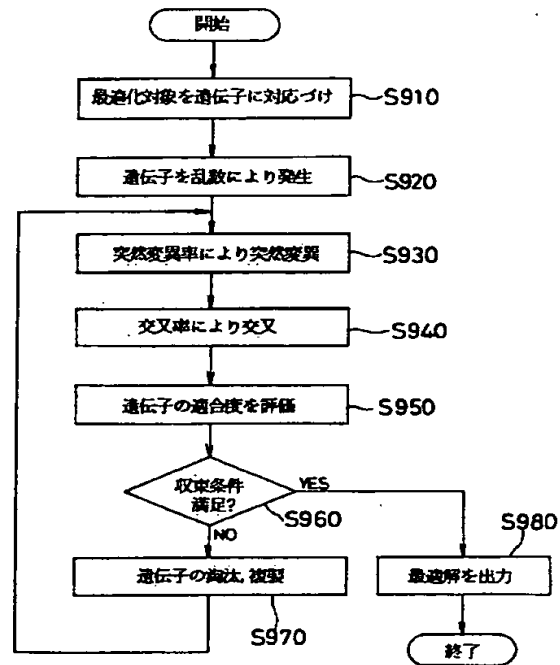 開始
最適化対象を遺伝子に対応づけ
S910
遺伝子を乱数により発生
S920
突然変異率により突然変異
S930
交叉率により交叉
S940
遺伝子の適合度を評価
S950
収束条件
満足?
YES
S960
NO
遺伝子の淘汰,複製
S970
S980
最適解を出力
終了